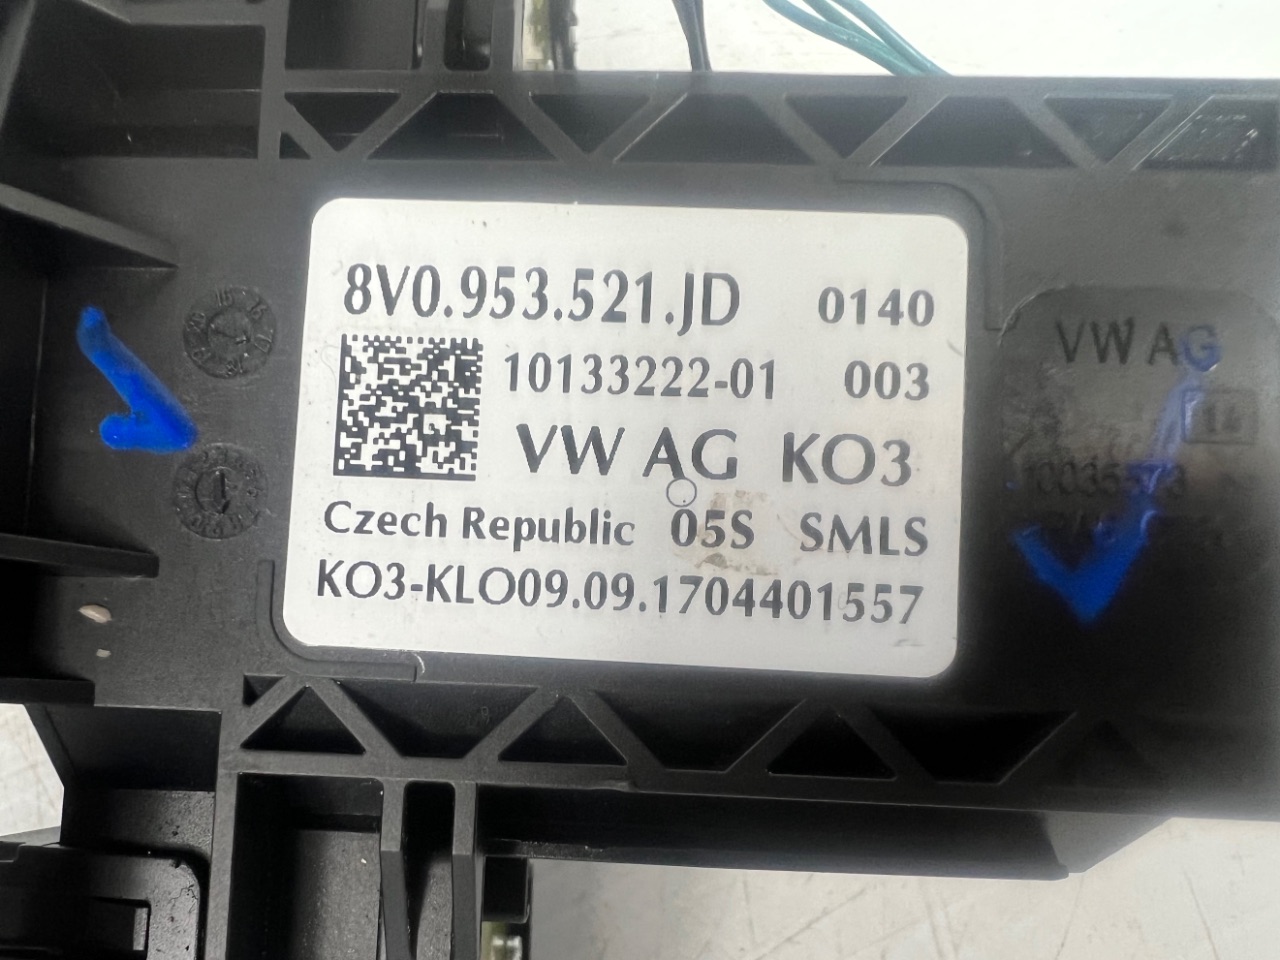 8V0.953.521.JD 0140
10133222-01 003
VW AG KO3
Czech Republic 05S SMLS
KO3-KLO09.09.1704401557
VW AG
14